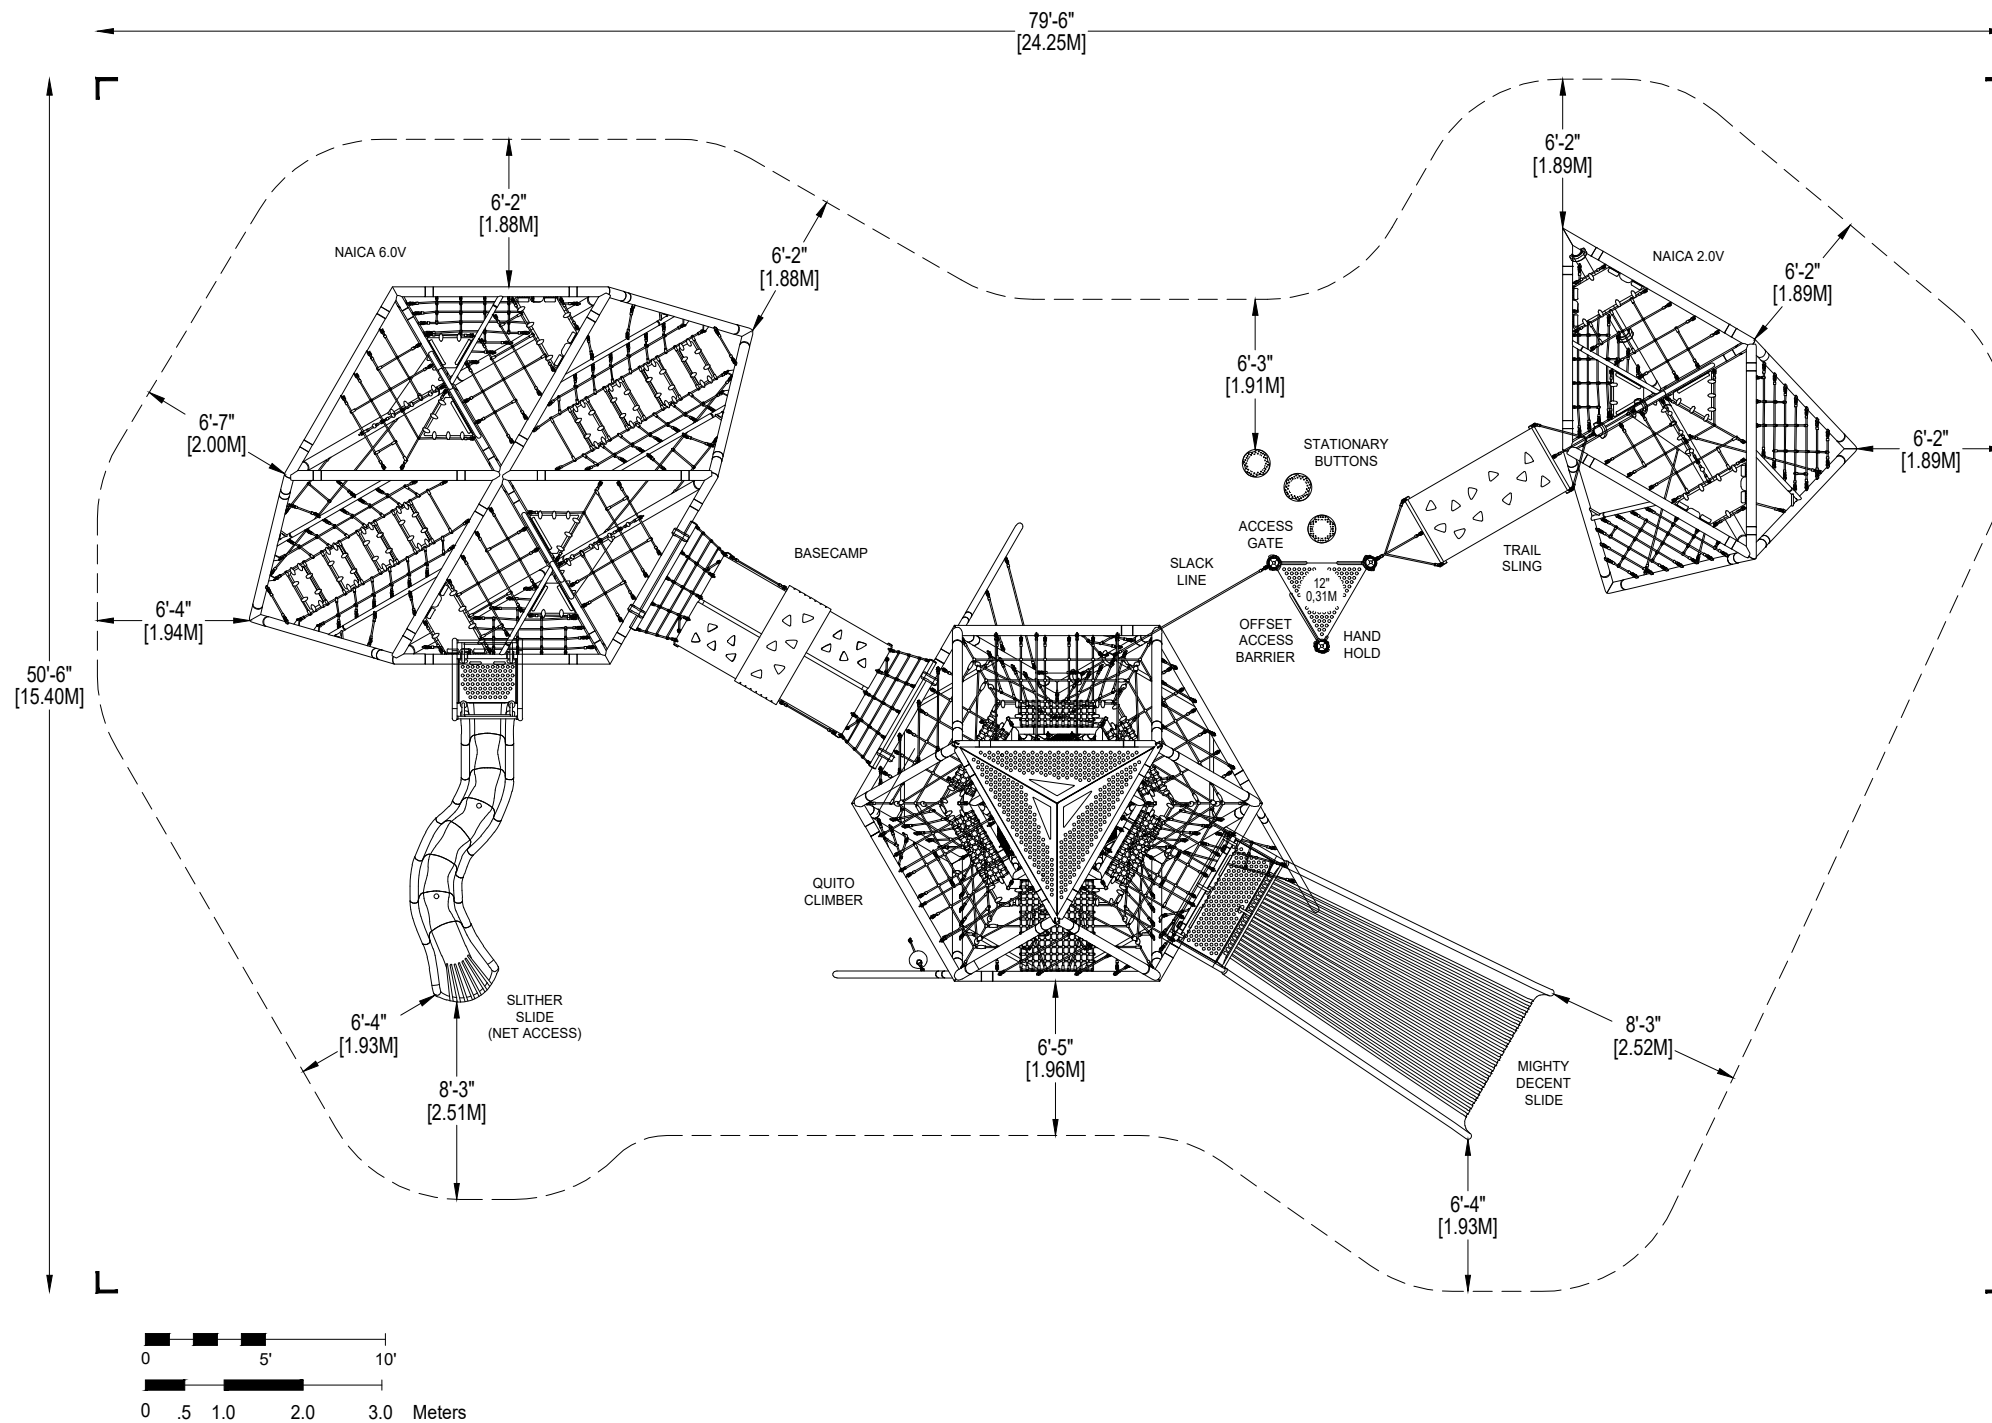 79'-6"
[24.25M]
6'-2"
[1.89M]
6'-2"
[1.88M]
NAICA 6.0V
6'-2"
[1.88M]
NAICA 2.0V
6'-2"
[1.89M]
6'-3"
[1.91M]
6'-7"
[2.00M]
STATIONARY
BUTTONS
6'-2"
[1.89M]
ACCESS
GATE
BASECAMP
SLACK
LINE
TRAIL
SLING
12"
0,31M
6'-4"
[1.94M]
OFFSET
ACCESS
BARRIER
HAND
HOLD
50'-6"
[15.40M]
QUITO
CLIMBER
SLITHER
SLIDE
(NET ACCESS)
6'-4"
[1.93M]
8'-3"
[2.52M]
6'-5"
[1.96M]
MIGHTY
DECENT
SLIDE
8'-3"
[2.51M]
6'-4"
[1.93M]
0 5' 10'
0 .5 1.0 2.0 3.0 Meters